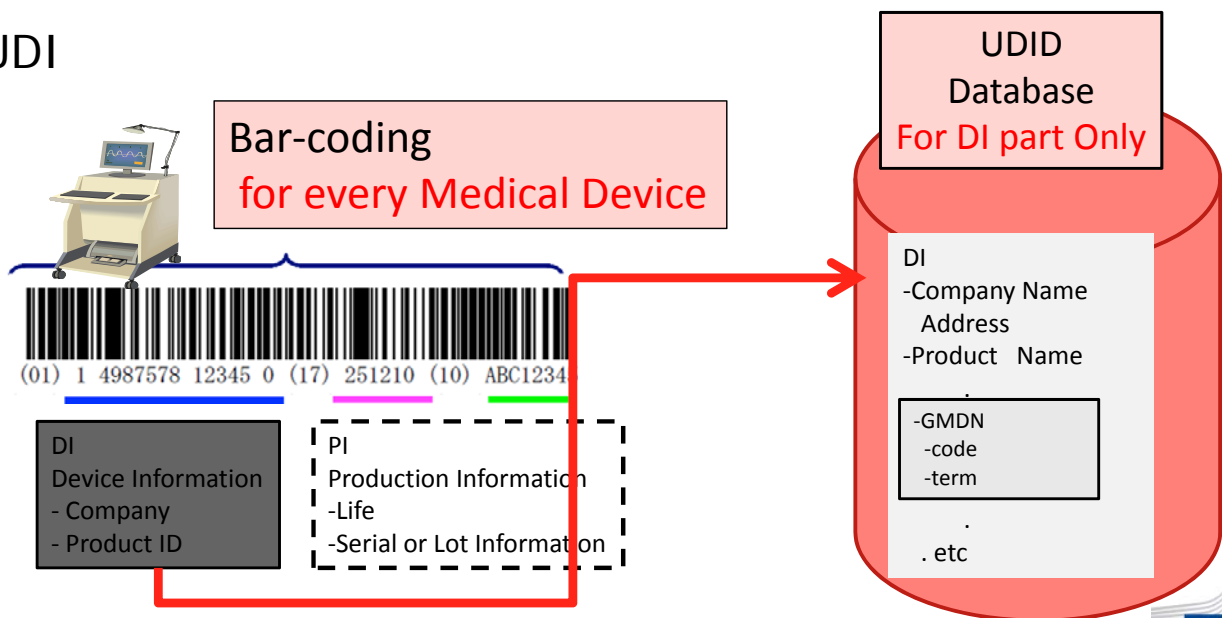 UDI
Bar-coding
for every Medical Device
(01) 1 4987578 12345 0 (17) 251210 (10) ABC12345
DI
Device Information
- Company
- Product ID
PI
Production Information
-Life
-Serial or Lot Information
UDID
Database
For DI part Only
DI
-Company Name
Address
-Product Name
.
-GMDN
-code
-term
.
. etc